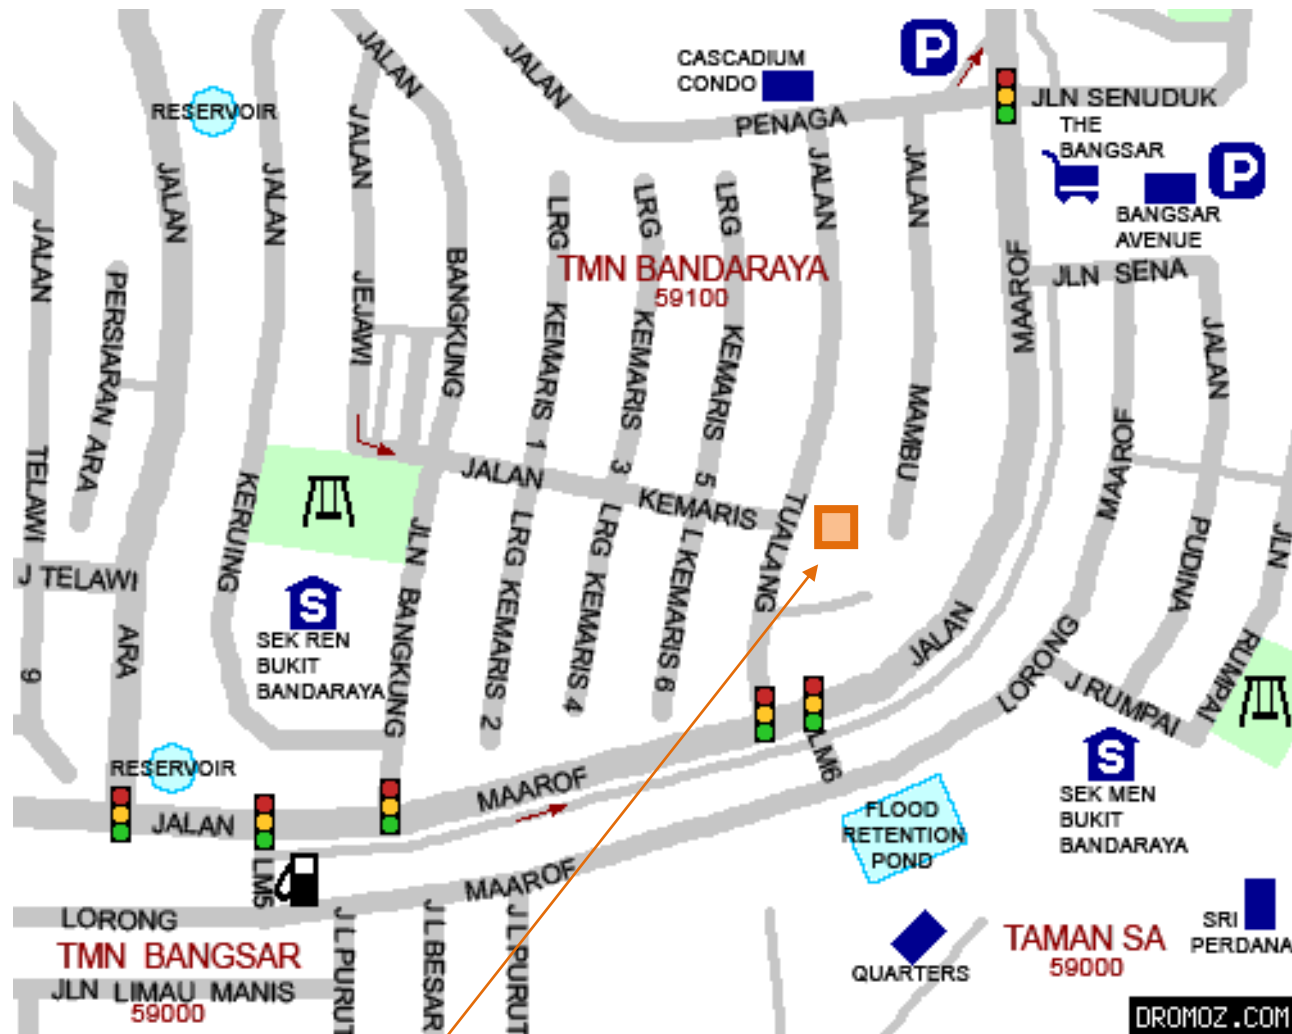 JALAN
JALAN
CASCADIUM
CONDO
P
RESERVOIR
JALAN
PENAGA
JLN SENUDUK
THE
BANGSAR
P
BANGSAR
AVENUE
JALAN
JALAN
JALAN
JALAN
LRG
LRG
LRG
JALAN
PERSIARAN ARA
JEJAWI
BANGKUNG
TMN BANDARAYA
59100
KEMARIS 1
KEMARIS 3
KEMARIS 5
MAMBU
MAAROF
JLN SENA
JALAN
MAAROF
TELAWI
9
KERUING
JALAN
KEMARIS
TUALANG
J TELAWI
ARA
JLN BANGKUNG
LRG KEMARIS 2
LRG KEMARIS 4
L KEMARIS 6
S
SEK REN
BUKIT
BANDARAYA
JALAN
LORONG
PUDINA
JLN
RUMPAI
J RUMPAI
RESERVOIR
JALAN
MAAROF
LM6
LM5
S
SEK MEN
BUKIT
BANDARAYA
FLOOD
RETENTION
POND
MAAROF
LORONG
TMN BANGSAR
JLN LIMAU MANIS
59000
J L PURUT
J L BESAR
J L PURUT
QUARTERS
TAMAN SA
59000
SRI
PERDANA
DROMOZ.COM